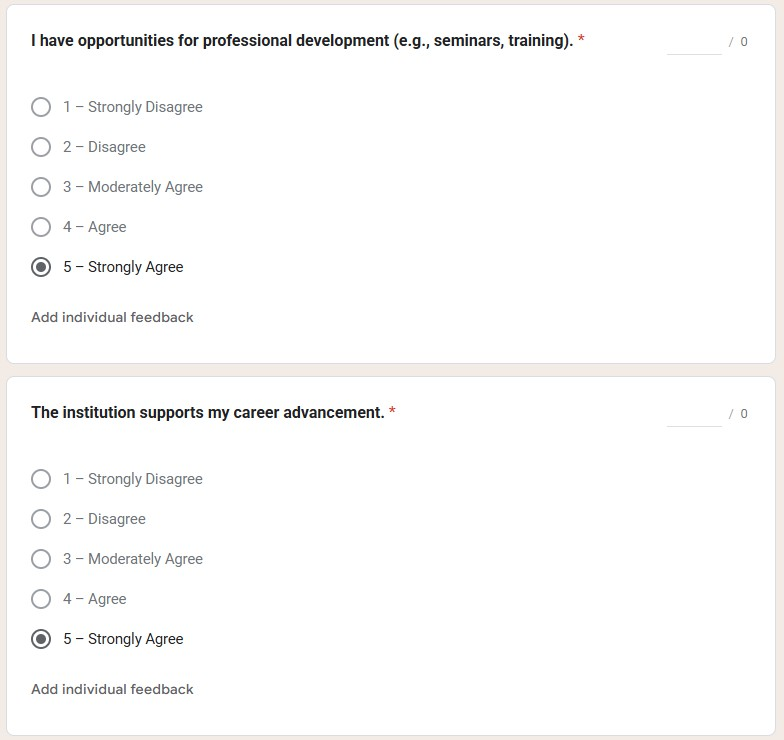 I have opportunities for professional development (e.g., seminars, training). * / 0
1 – Strongly Disagree
2 – Disagree
3 – Moderately Agree
4 – Agree
5 – Strongly Agree
Add individual feedback
The institution supports my career advancement. * / 0
1 – Strongly Disagree
2 – Disagree
3 – Moderately Agree
4 – Agree
5 – Strongly Agree
Add individual feedback